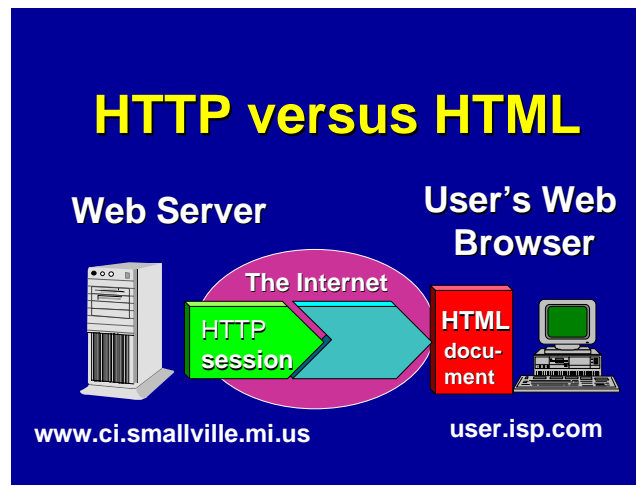 HTTP versus HTML
Web Server
User's Web
Browser
The Internet
HTTP
session
HTML
docu-
ment
www.ci.smallville.mi.us
user.isp.com